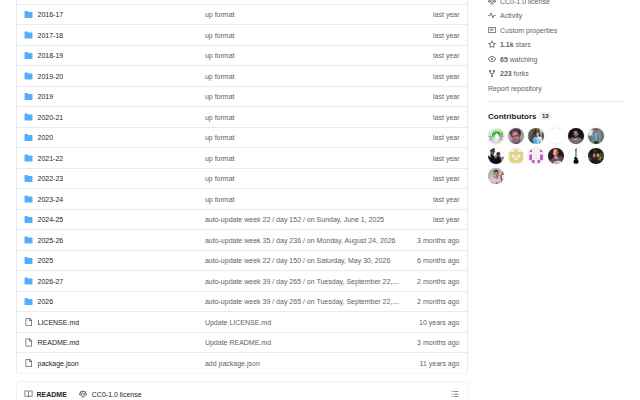 2016-17 up format last year
2017-18 up format last year
2018-19 up format last year
2019-20 up format last year
2019 up format last year
2020-21 up format last year
2020 up format last year
2021-22 up format last year
2022-23 up format last year
2023-24 up format last year
2024-25 auto-update week 22 / day 152 / on Sunday, June 1, 2025 last year
2025-26 auto-update week 35 / day 236 / on Monday, August 24, 2026 3 months ago
2025 auto-update week 22 / day 150 / on Saturday, May 30, 2026 6 months ago
2026-27 auto-update week 39 / day 265 / on Tuesday, September 22,... 2 months ago
2026 auto-update week 39 / day 265 / on Tuesday, September 22,... 2 months ago
LICENSE.md Update LICENSE.md 10 years ago
README.md Update README.md 3 months ago
package.json add package.json 11 years ago
README CC0-1.0 license
CC0-1.0 license
Activity
Custom properties
1.1k stars
65 watching
223 forks
Report repository
Contributors 13